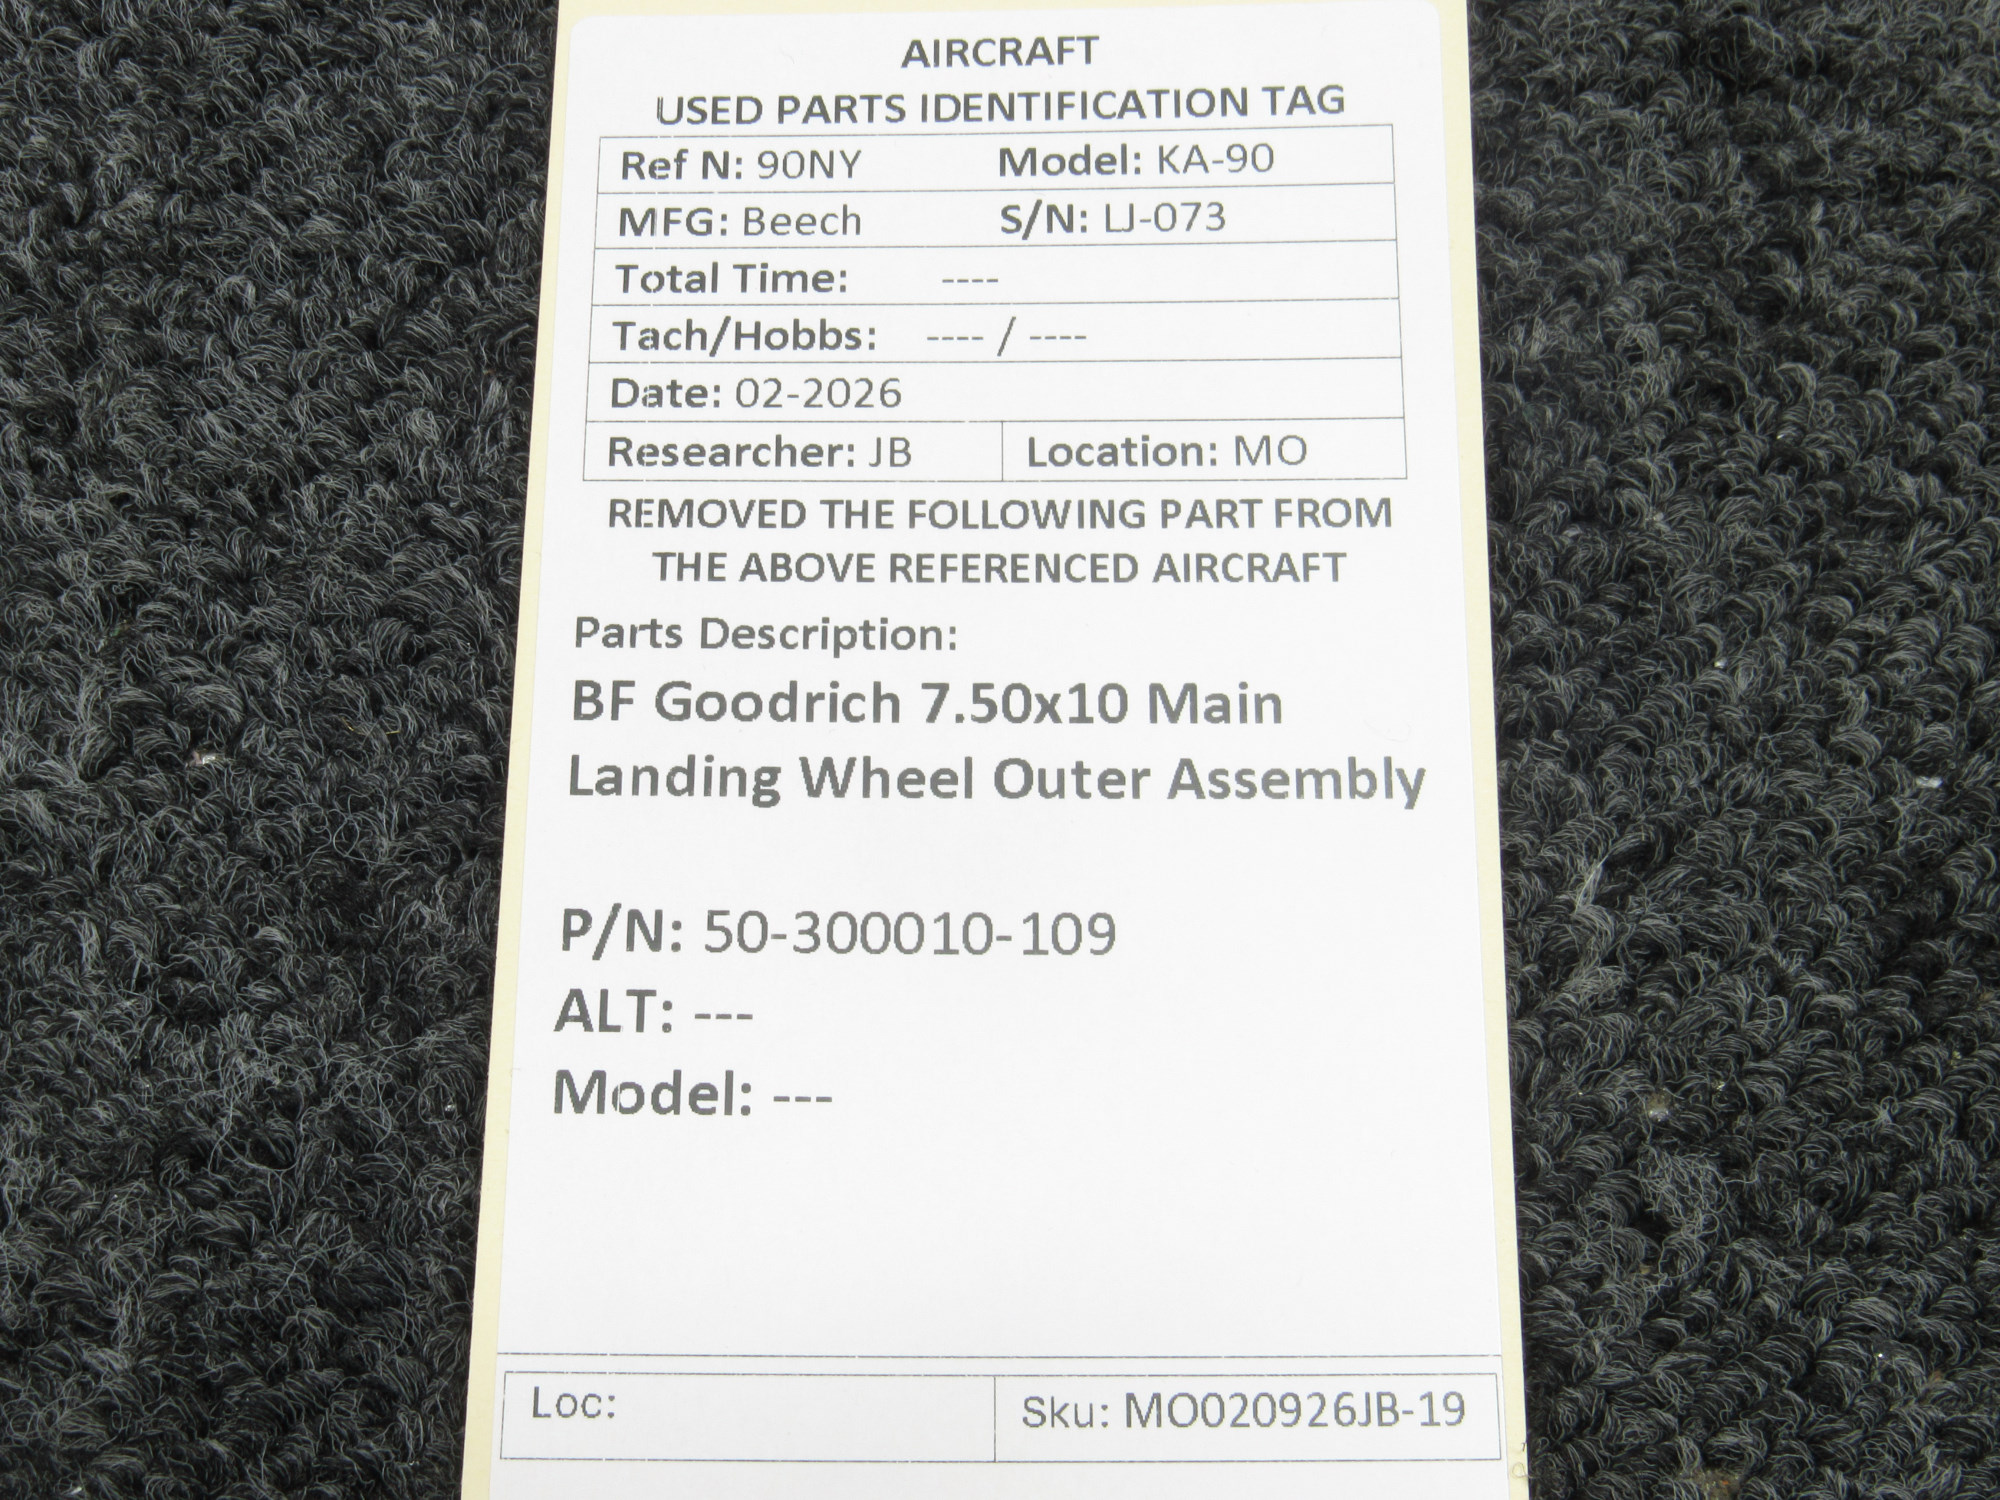 AIRCRAFT
USED PARTS IDENTIFICATION TAG
Ref N: 90NY Model: KA-90
MFG: Beech S/N: LJ-073
Total Time: ----
Tach/Hobbs: ---- / ----
Date: 02-2026
Researcher: JB Location: MO
REMOVED THE FOLLOWING PART FROM
THE ABOVE REFERENCED AIRCRAFT
Parts Description:
BF Goodrich 7.50x10 Main
Landing Wheel Outer Assembly
P/N: 50-300010-109
ALT: ---
Model: ---
Loc: Sku: MO020926JB-19